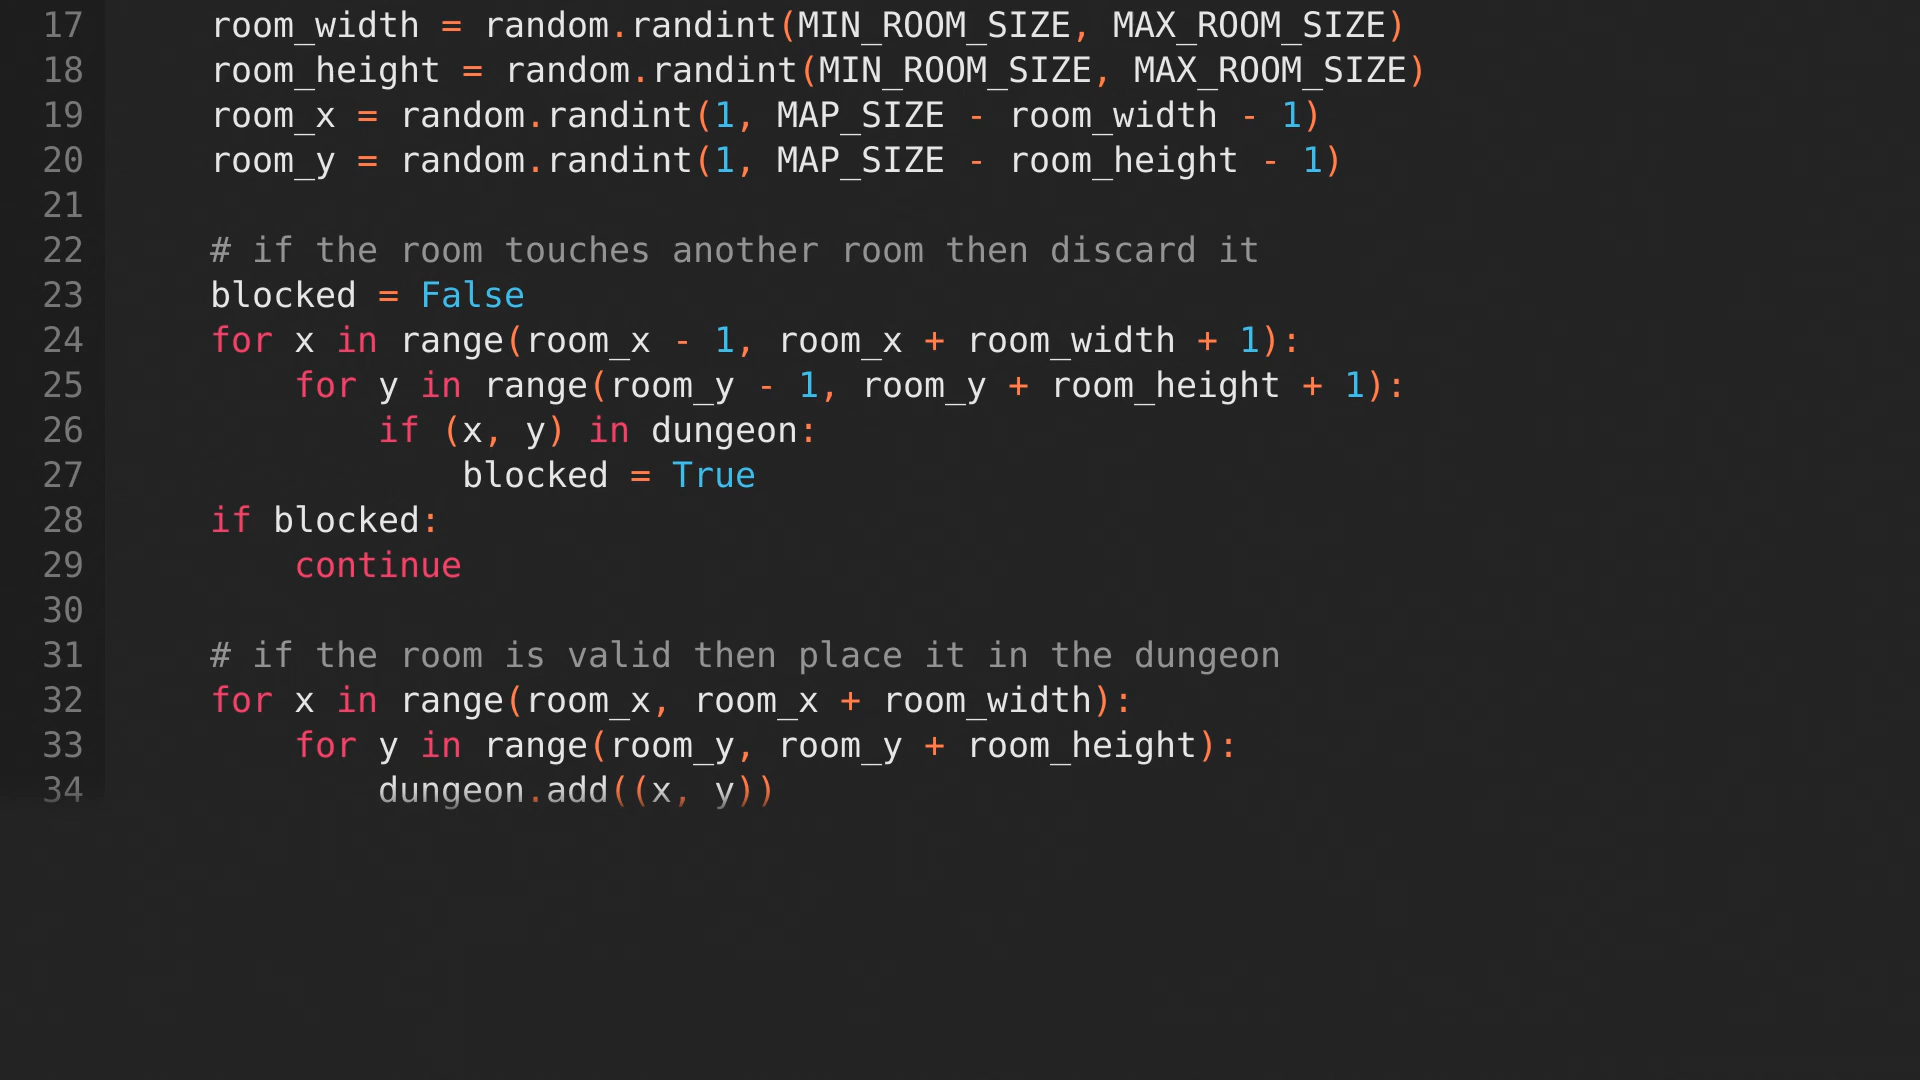 17 room_width = random.randint(MIN_ROOM_SIZE, MAX_ROOM_SIZE)
18 room_height = random.randint(MIN_ROOM_SIZE, MAX_ROOM_SIZE)
19 room_x = random.randint(1, MAP_SIZE - room_width - 1)
20 room_y = random.randint(1, MAP_SIZE - room_height - 1)
21
22 # if the room touches another room then discard it
23 blocked = False
24 for x in range(room_x - 1, room_x + room_width + 1):
25     for y in range(room_y - 1, room_y + room_height + 1):
26         if (x, y) in dungeon:
27             blocked = True
28 if blocked:
29     continue
30
31 # if the room is valid then place it in the dungeon
32 for x in range(room_x, room_x + room_width):
33     for y in range(room_y, room_y + room_height):
34         dungeon.add((x, y))